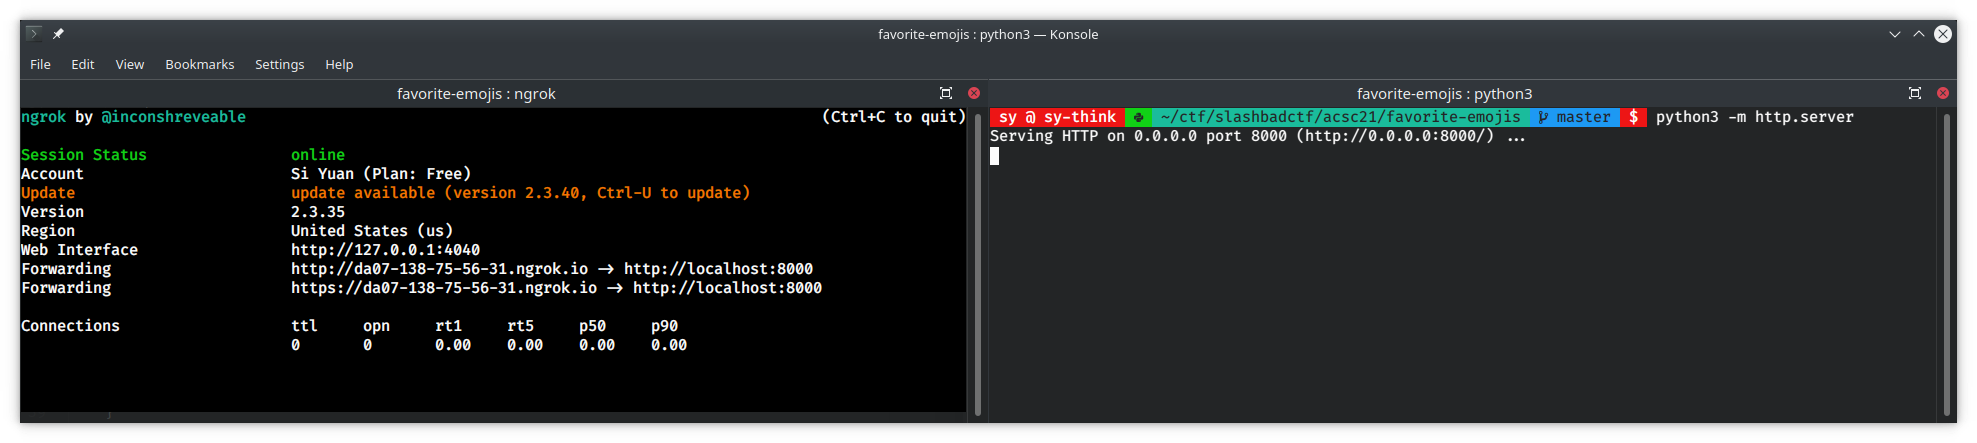 favorite-emojis : python3 — Konsole
File Edit View Bookmarks Settings Help
favorite-emojis : ngrok
ngrok by @inconshreveable (Ctrl+C to quit)
Session Status online
Account Si Yuan (Plan: Free)
Update update available (version 2.3.40, Ctrl-U to update)
Version 2.3.35
Region United States (us)
Web Interface http://127.0.0.1:4040
Forwarding http://da07-138-75-56-31.ngrok.io -> http://localhost:8000
Forwarding https://da07-138-75-56-31.ngrok.io -> http://localhost:8000
Connections ttl opn rt1 rt5 p50 p90
0 0 0.00 0.00 0.00 0.00
favorite-emojis : python3
sy @ sy-think ~/ctf/slashbadctf/acsc21/favorite-emojis master $ python3 -m http.server
Serving HTTP on 0.0.0.0 port 8000 (http://0.0.0.0:8000/) ...